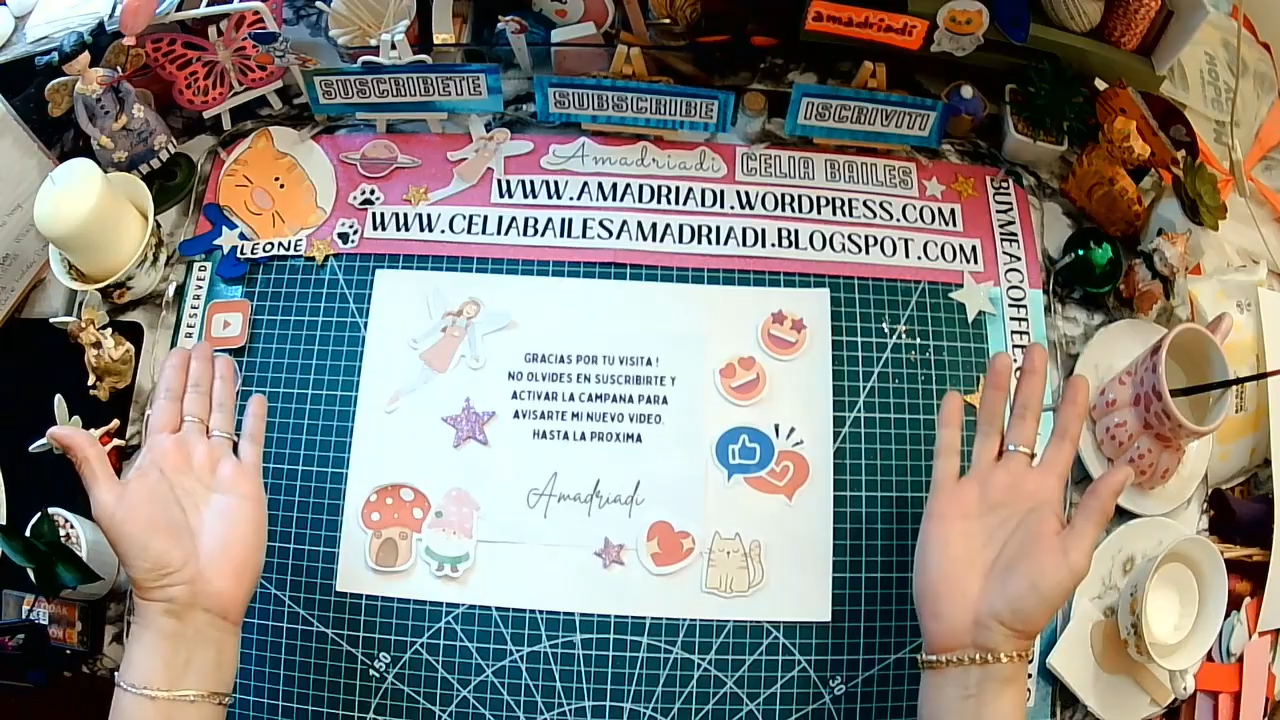 amadriadi
SUSCRIBETE
SUBSCRIBE
ISCRIVITI
Amadriadi
CELIA BAILES
WWW.AMADRIADI.WORDPRESS.COM
WWW.CELIABAILESAMADRIADI.BLOGSPOT.COM
LEONE
RESERVED
BUYMEACOFFEE.
GRACIAS POR TU VISITA !
NO OLVIDES EN SUSCRIBIRTE Y
ACTIVAR LA CAMPANA PARA
AVISARTE MI NUEVO VIDEO.
HASTA LA PROXIMA
Amadriadi
150
30